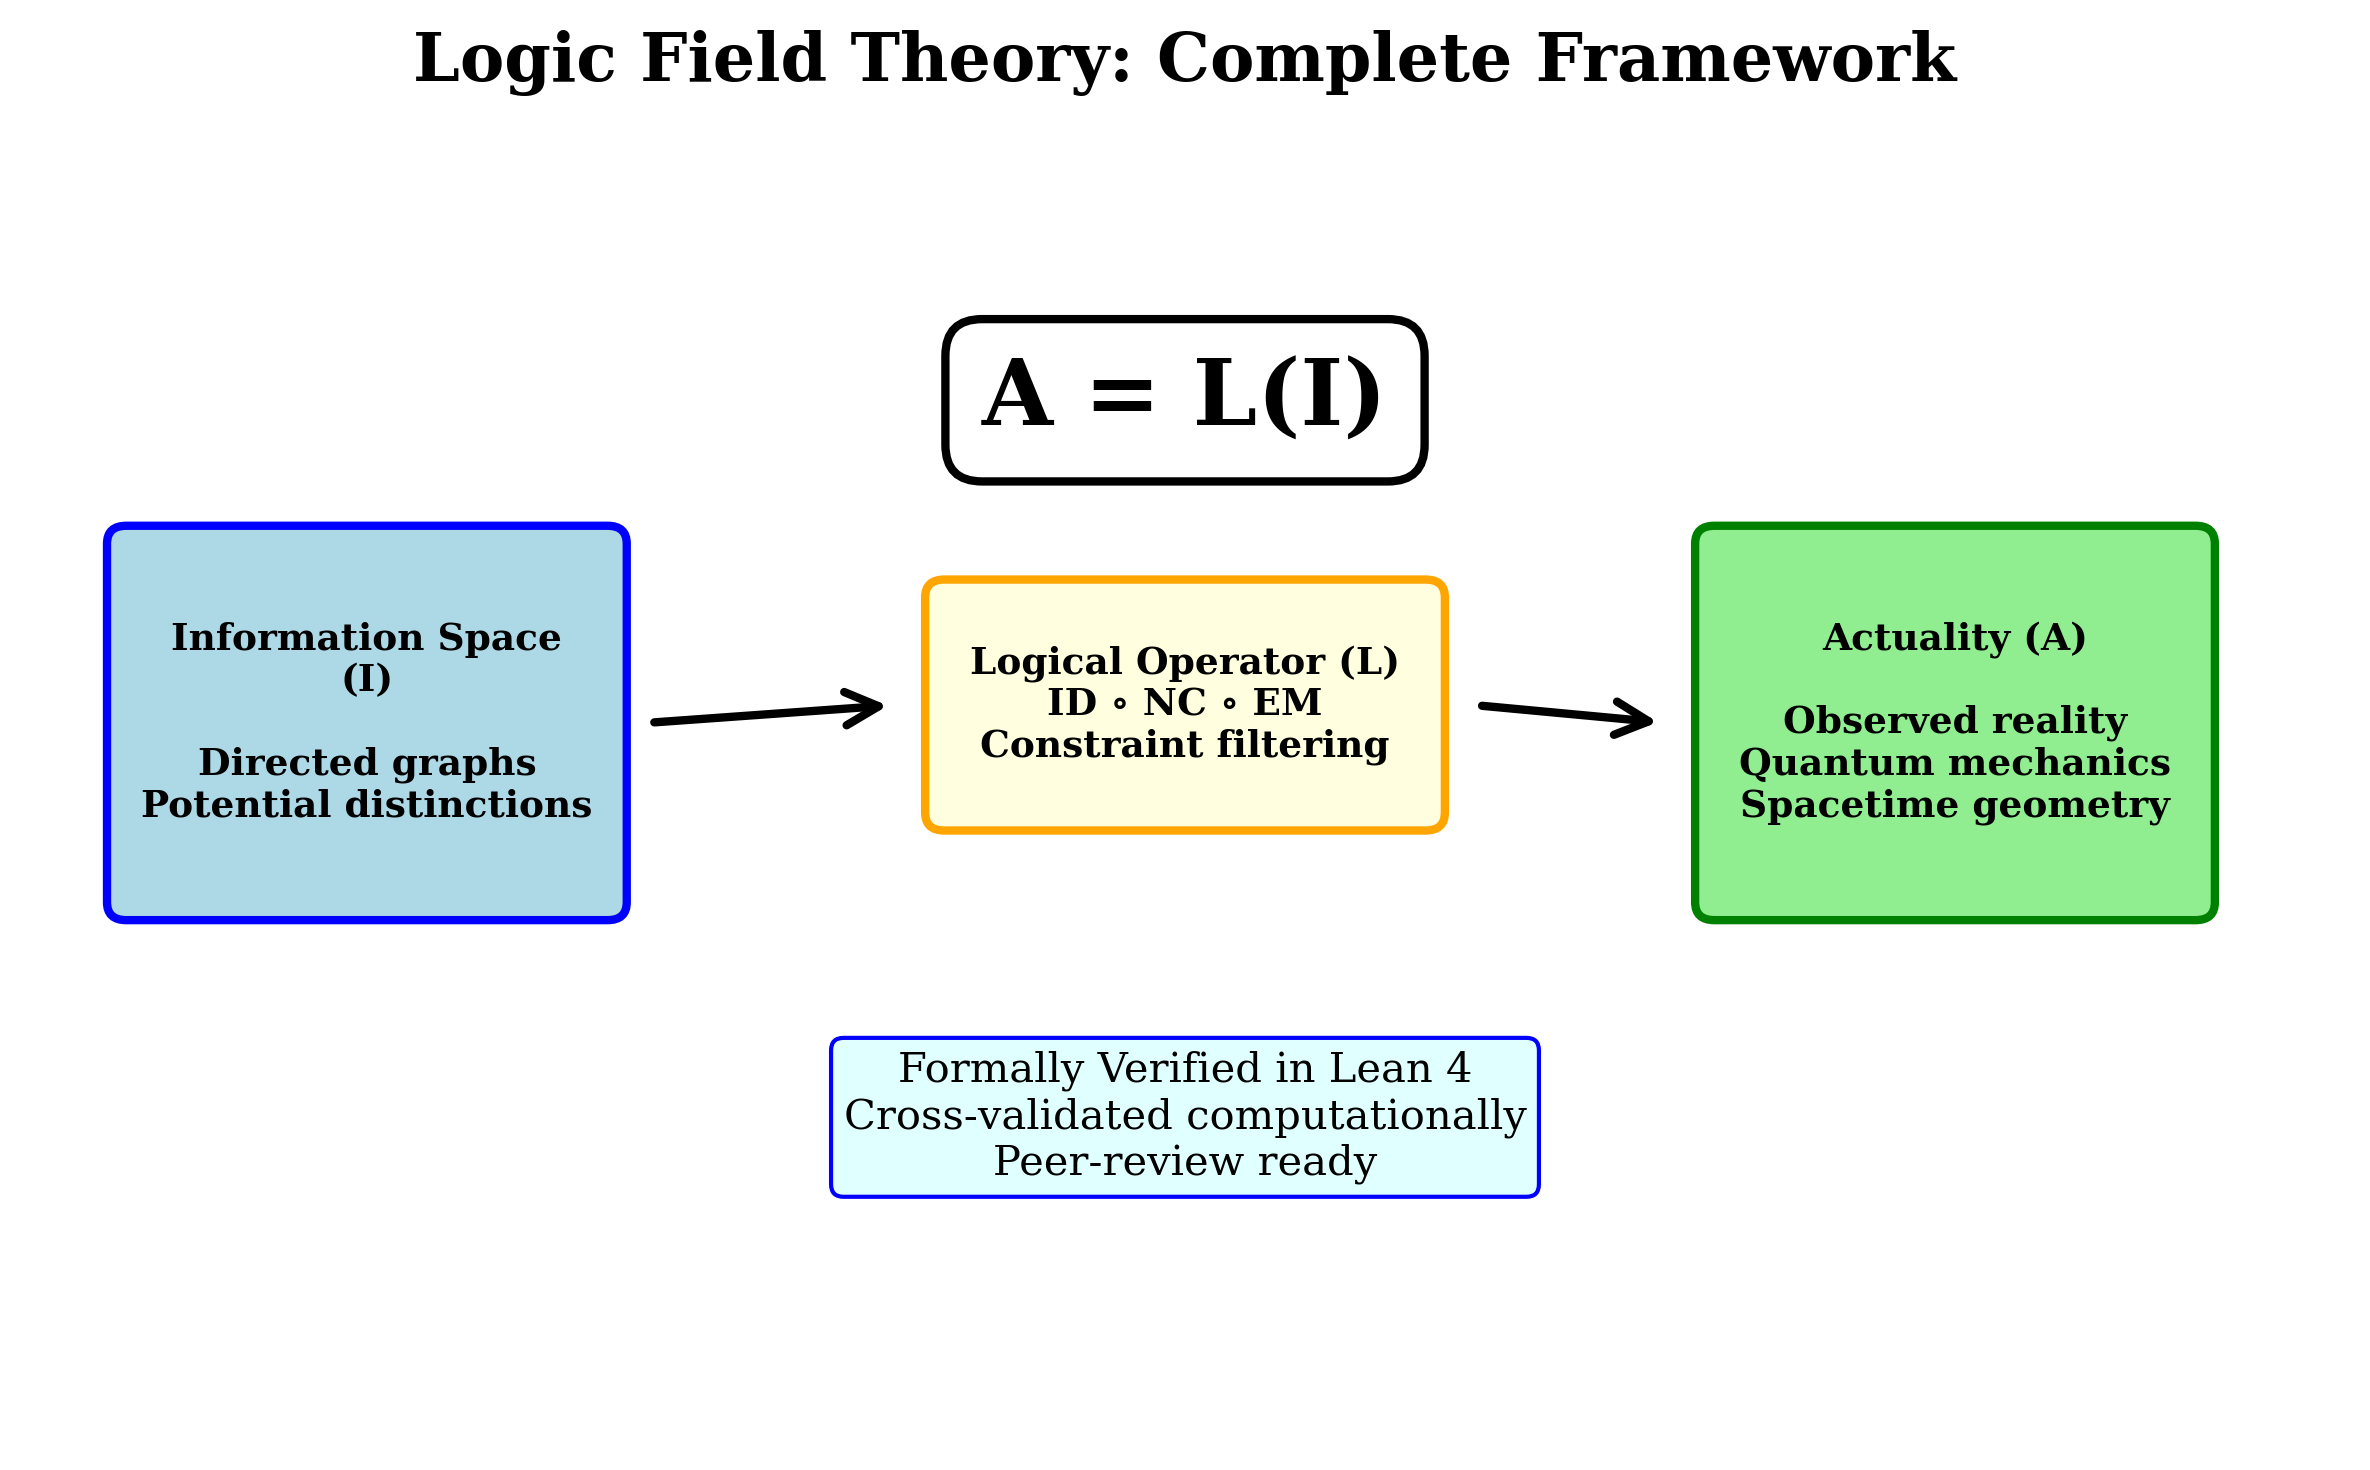 Logic Field Theory: Complete Framework
A = L(I)
Information Space
(I)
Directed graphs
Potential distinctions
Logical Operator (L)
ID ∘ NC ∘ EM
Constraint filtering
Actuality (A)
Observed reality
Quantum mechanics
Spacetime geometry
Formally Verified in Lean 4
Cross-validated computationally
Peer-review ready